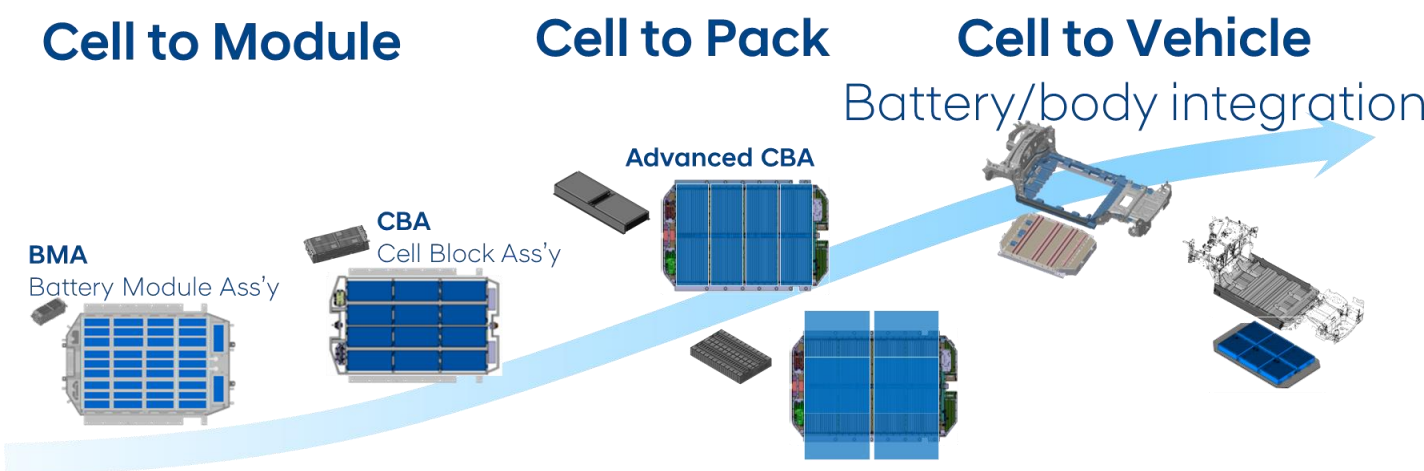 Cell to Module
Cell to Pack
Cell to Vehicle
Battery/body integration
Advanced CBA
CBA
Cell Block Ass'y
BMA
Battery Module Ass'y